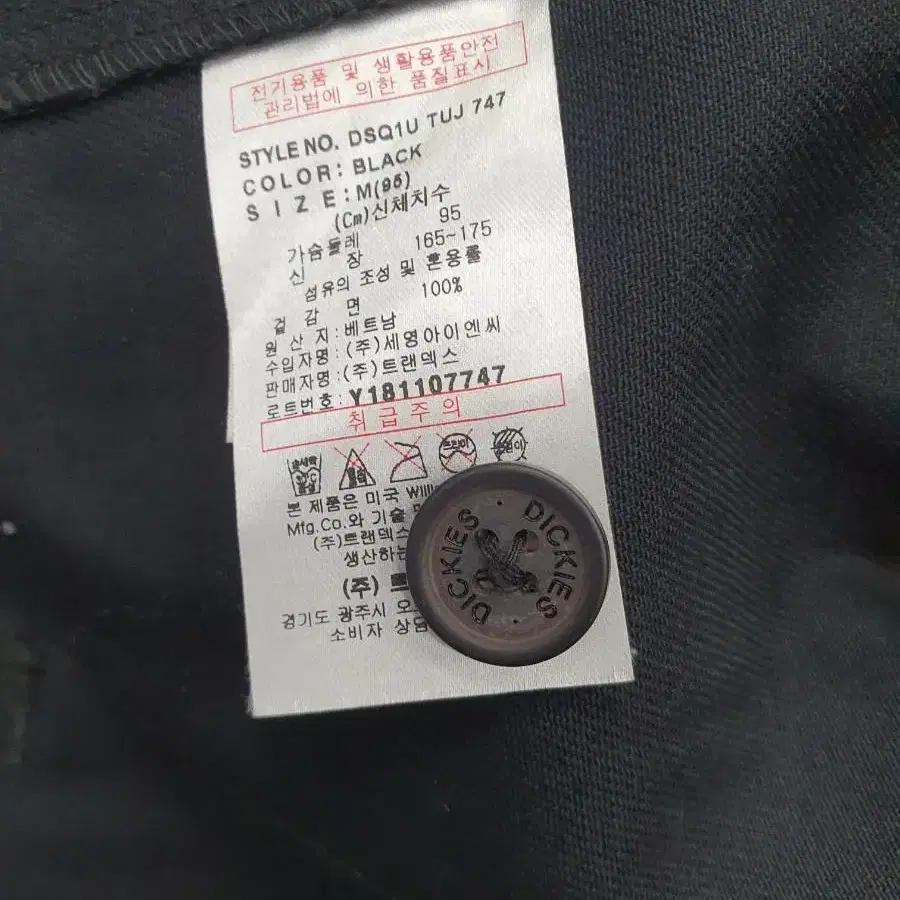 전기용품 및 생활용품안전
관리법에 의한 품질표시
STYLE NO. DSQ1U TUJ 747
COLOR: BLACK
SIZE: M(95)
(Cm)신체치수
가슴둘레 95
신 장 165~175
섬유의 조성 및 혼용률
겉 감 면 100%
원 산 지: 베트남
수입자명: (주)세영아이엔씨
판매자명: (주)트랜덱스
로트번호: Y181107747
취급주의
본 제품은 미국
Mfg.Co.와 기술
(주)트랜덱스
생산하는
(주)
경기도 광주시
소비자 상담
DICKIES
DICKIES